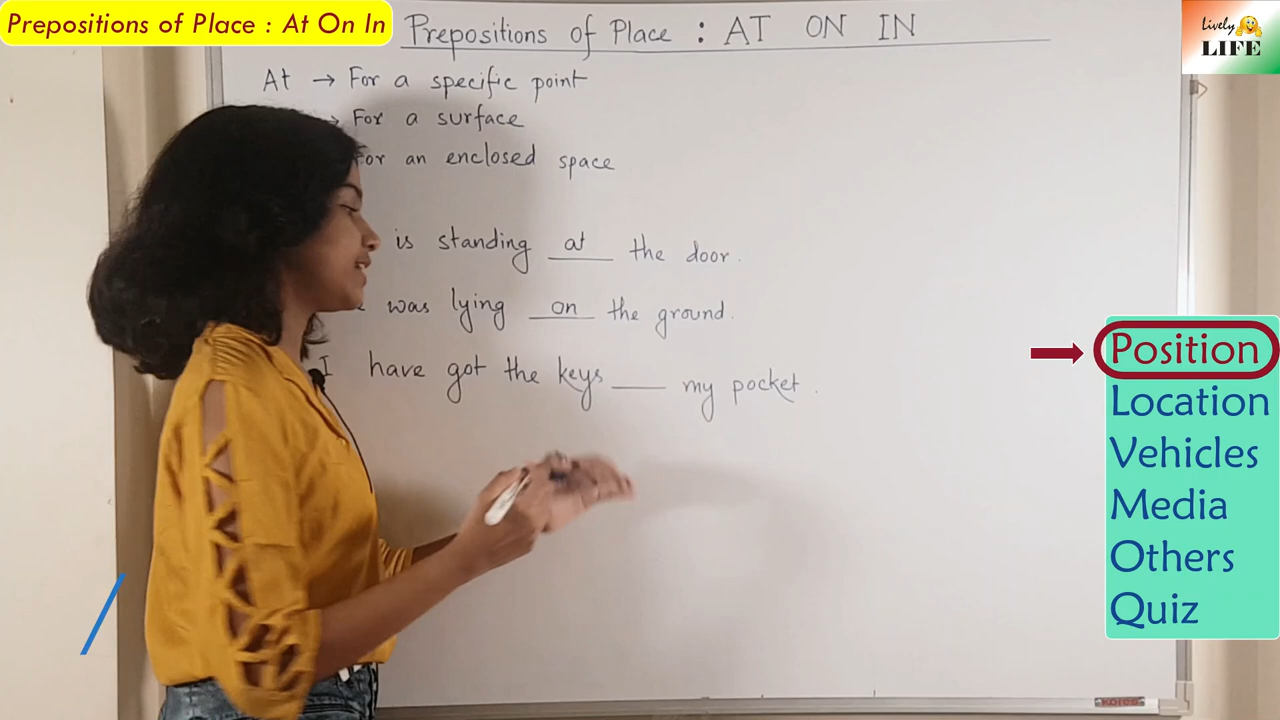 Prepositions of Place : At On In
Prepositions of Place : AT ON IN
Lively
LIFE
At → For a specific point
→ For a surface
For an enclosed space
is standing at the door.
was lying on the ground.
I have got the keys ___ my pocket.
Position
Location
Vehicles
Media
Others
Quiz